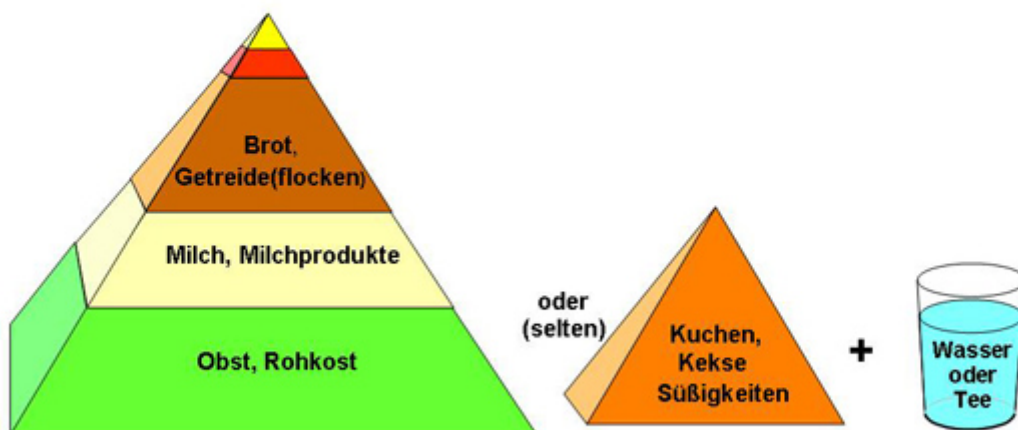 Brot,
Getreide(flocken)
Milch, Milchprodukte
Obst, Rohkost
oder
(selten)
Kuchen,
Kekse
Süßigkeiten
+
Wasser
oder
Tee